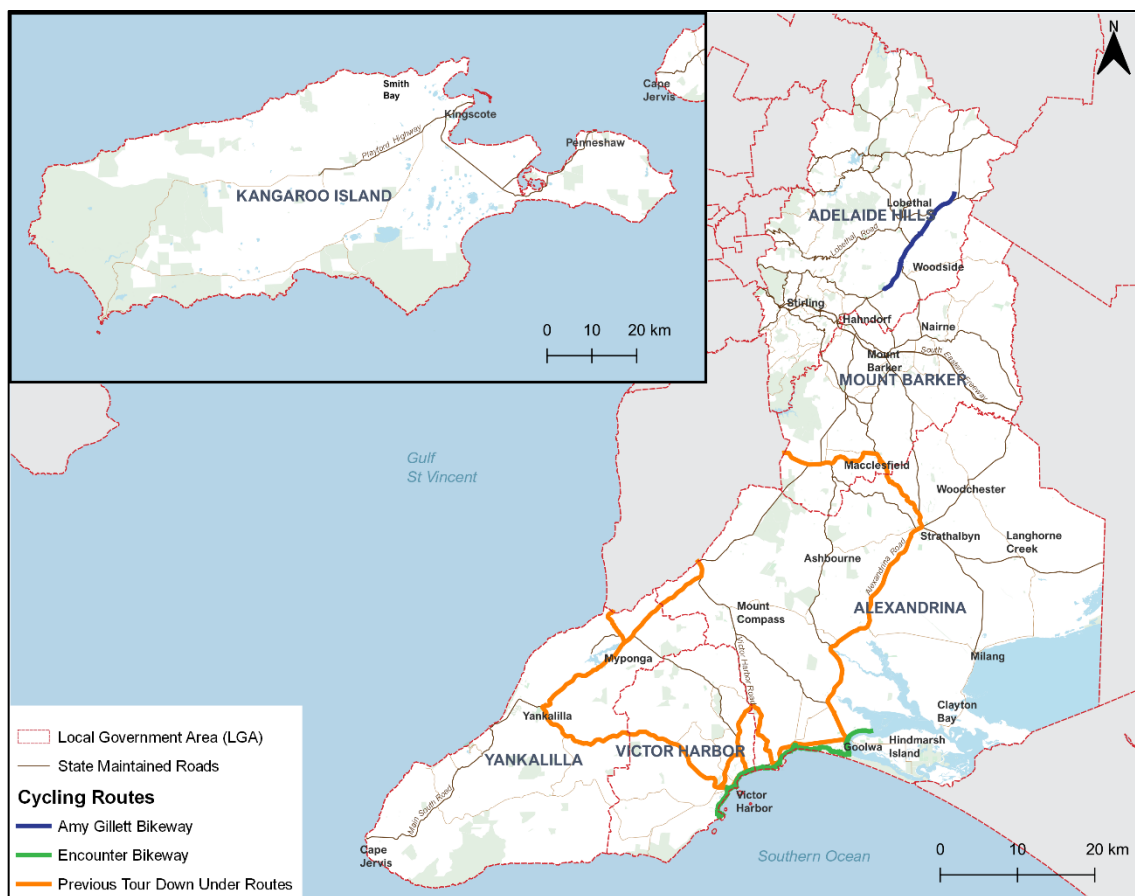 N
Smith
Bay
Cape
Jervis
Kingscote
Playford Highway
Penneshaw
KANGAROO ISLAND
0 10 20 km
Lobethal
ADELAIDE HILLS
Lobethal Road
Woodside
Stirling
Hahndorf
Nairne
Mount
Barker
South Eastern Freeway
MOUNT BARKER
Gulf
St Vincent
Macclesfield
Woodchester
Strathalbyn
Langhorne
Creek
Ashbourne
Alexandrina Road
Mount
Compass
ALEXANDRINA
Victor Harbor Road
Myponga
Milang
Yankalilla
Clayton
Bay
Goolwa
Hindmarsh
Island
VICTOR HARBOR
YANKALILLA
Main South Road
Victor
Harbor
Cape
Jervis
Southern Ocean
0 10 20 km
Local Government Area (LGA)
State Maintained Roads
Cycling Routes
Amy Gillett Bikeway
Encounter Bikeway
Previous Tour Down Under Routes